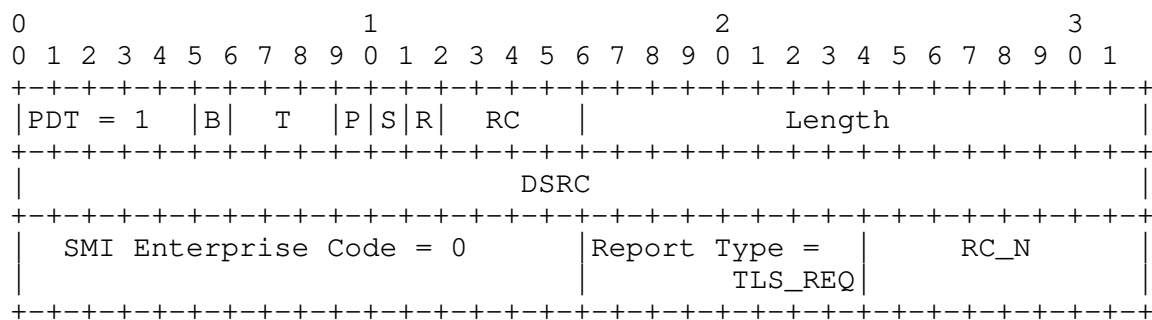 0                   1                   2                   3
0 1 2 3 4 5 6 7 8 9 0 1 2 3 4 5 6 7 8 9 0 1 2 3 4 5 6 7 8 9 0 1
+-+-+-+-+-+-+-+-+-+-+-+-+-+-+-+-+-+-+-+-+-+-+-+-+-+-+-+-+-+-+-+-+
|PDT = 1  |B|  T  |P|S|R|  RC   |           Length              |
+-+-+-+-+-+-+-+-+-+-+-+-+-+-+-+-+-+-+-+-+-+-+-+-+-+-+-+-+-+-+-+-+
|                            DSRC                               |
+-+-+-+-+-+-+-+-+-+-+-+-+-+-+-+-+-+-+-+-+-+-+-+-+-+-+-+-+-+-+-+-+
|  SMI Enterprise Code = 0      |Report Type =  |     RC_N      |
|                               |        TLS_REQ|               |
+-+-+-+-+-+-+-+-+-+-+-+-+-+-+-+-+-+-+-+-+-+-+-+-+-+-+-+-+-+-+-+-+